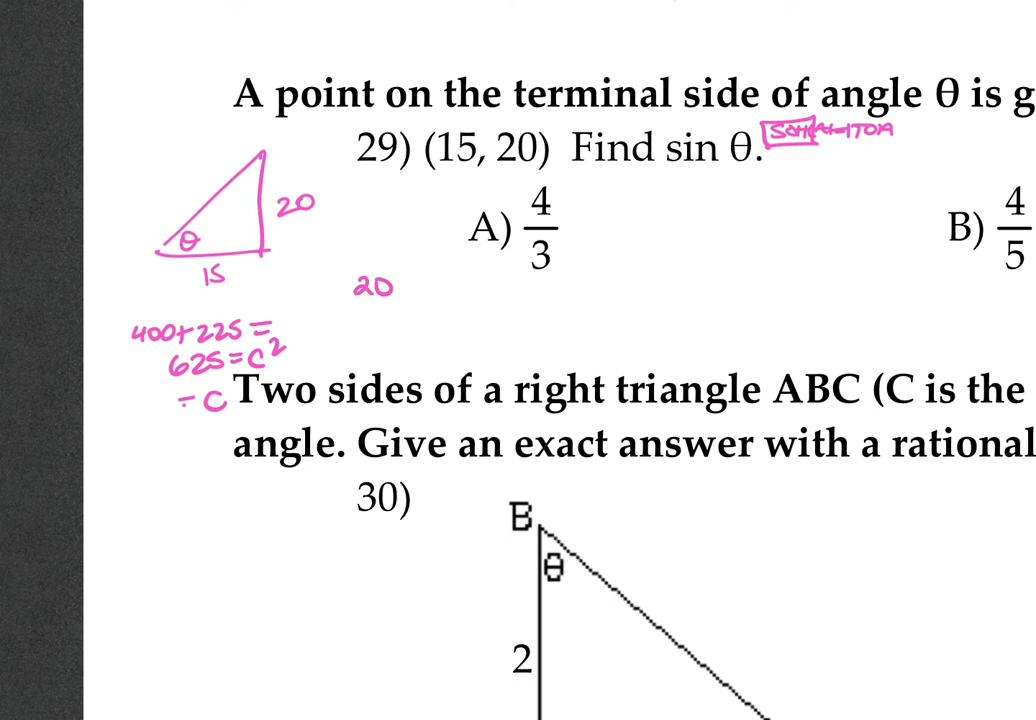 A point on the terminal side of angle θ is g
29) (15, 20) Find sin θ.
A) 4/3
B) 4/5
20
θ
15
20
400+225=
625=c²
=C
Two sides of a right triangle ABC (C is the
angle. Give an exact answer with a rational
30)
B
θ
2